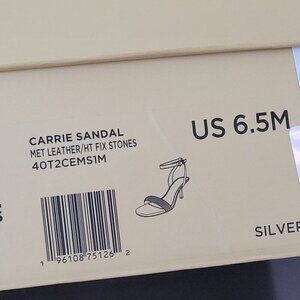 CARRIE SANDAL
MET LEATHER/HT FIX STONES
40T2CEMS1M
US 6.5M
1 96108 75126 2
SILVER